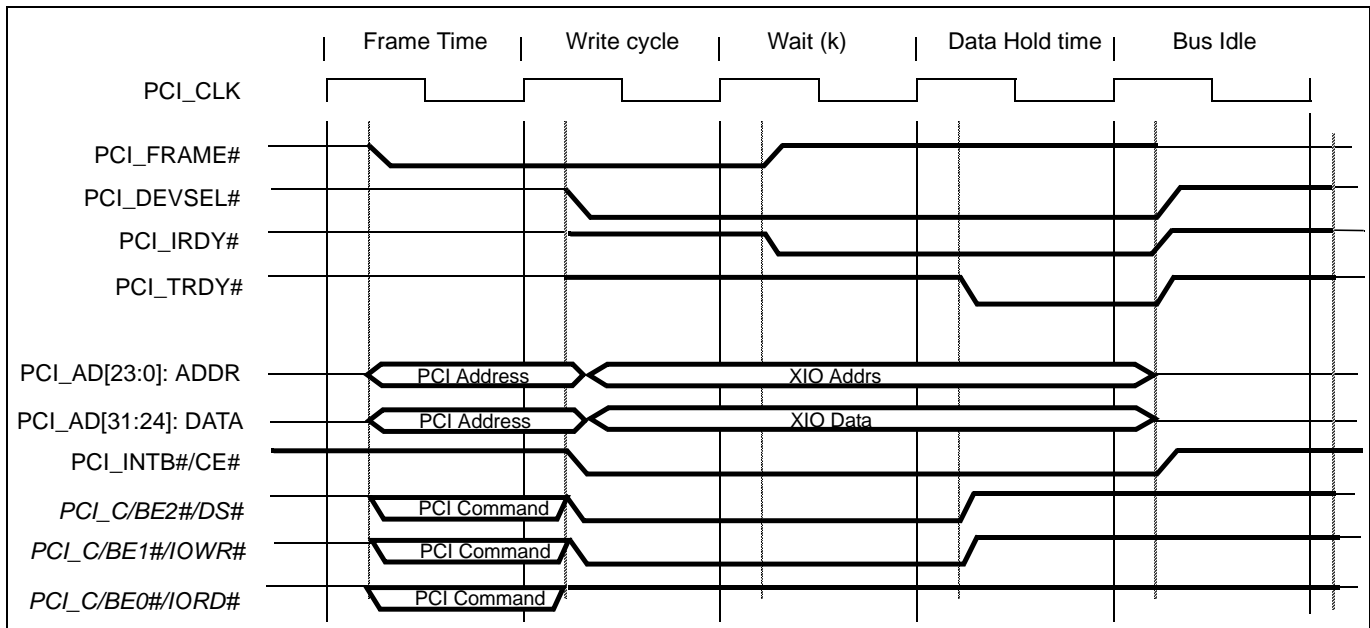 Frame Time Write cycle Wait (k) Data Hold time Bus Idle
PCI_CLK
PCI_FRAME#
PCI_DEVSEL#
PCI_IRDY#
PCI_TRDY#
PCI_AD[23:0]: ADDR PCI Address XIO Addrs
PCI_AD[31:24]: DATA PCI Address XIO Data
PCI_INTB#/CE#
PCI_C/BE2#/DS# PCI Command
PCI_C/BE1#/IOWR# PCI Command
PCI_C/BE0#/IORD# PCI Command